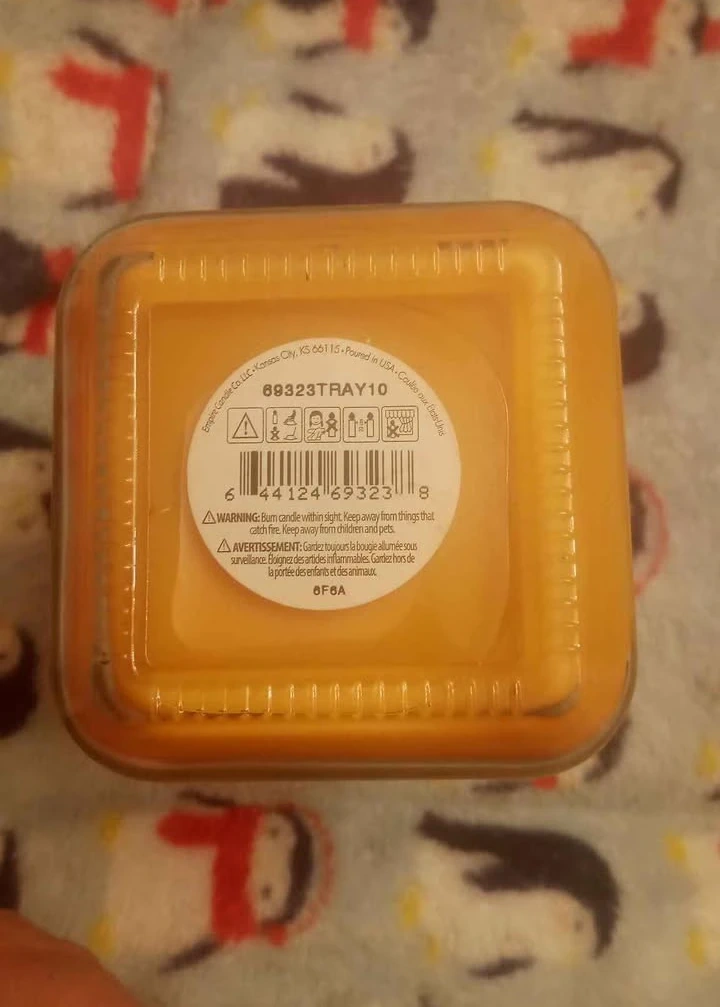 Empire Candle Co. LLC • Kansas City, KS 66115 • Poured in USA • Coulée aux États-Unis
69323TRAY10
6 44124 69323 8
WARNING: Burn candle within sight. Keep away from things that
catch fire. Keep away from children and pets.
AVERTISSEMENT: Gardez toujours la bougie allumée sous
surveillance. Éloignez des articles inflammables. Gardez hors de
la portée des enfants et des animaux.
6F6A